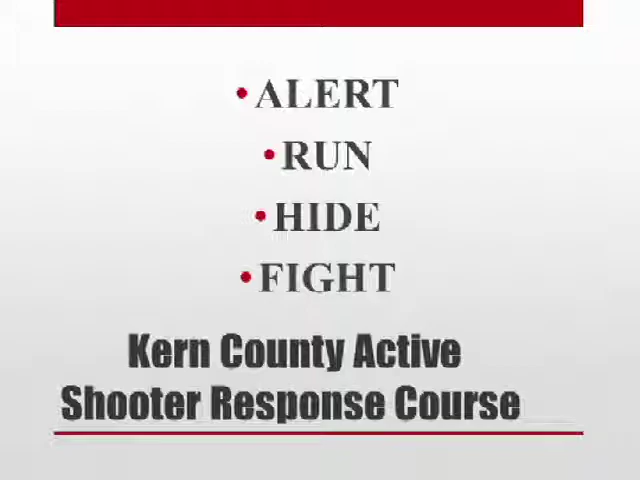 • ALERT
• RUN
• HIDE
• FIGHT
Kern County Active
Shooter Response Course